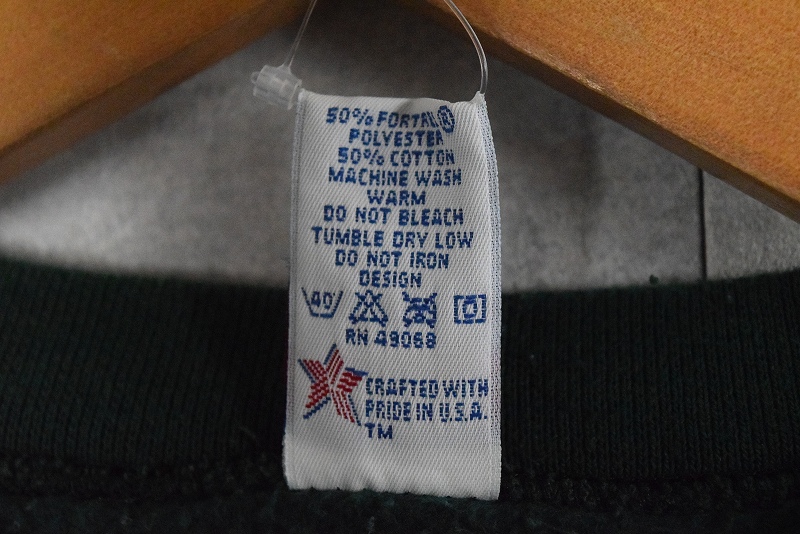 50% FORTREL®
POLYESTER
50% COTTON
MACHINE WASH
WARM
DO NOT BLEACH
TUMBLE DRY LOW
DO NOT IRON
DESIGN
40
RN 49068
CRAFTED WITH
PRIDE IN U.S.A.
TM